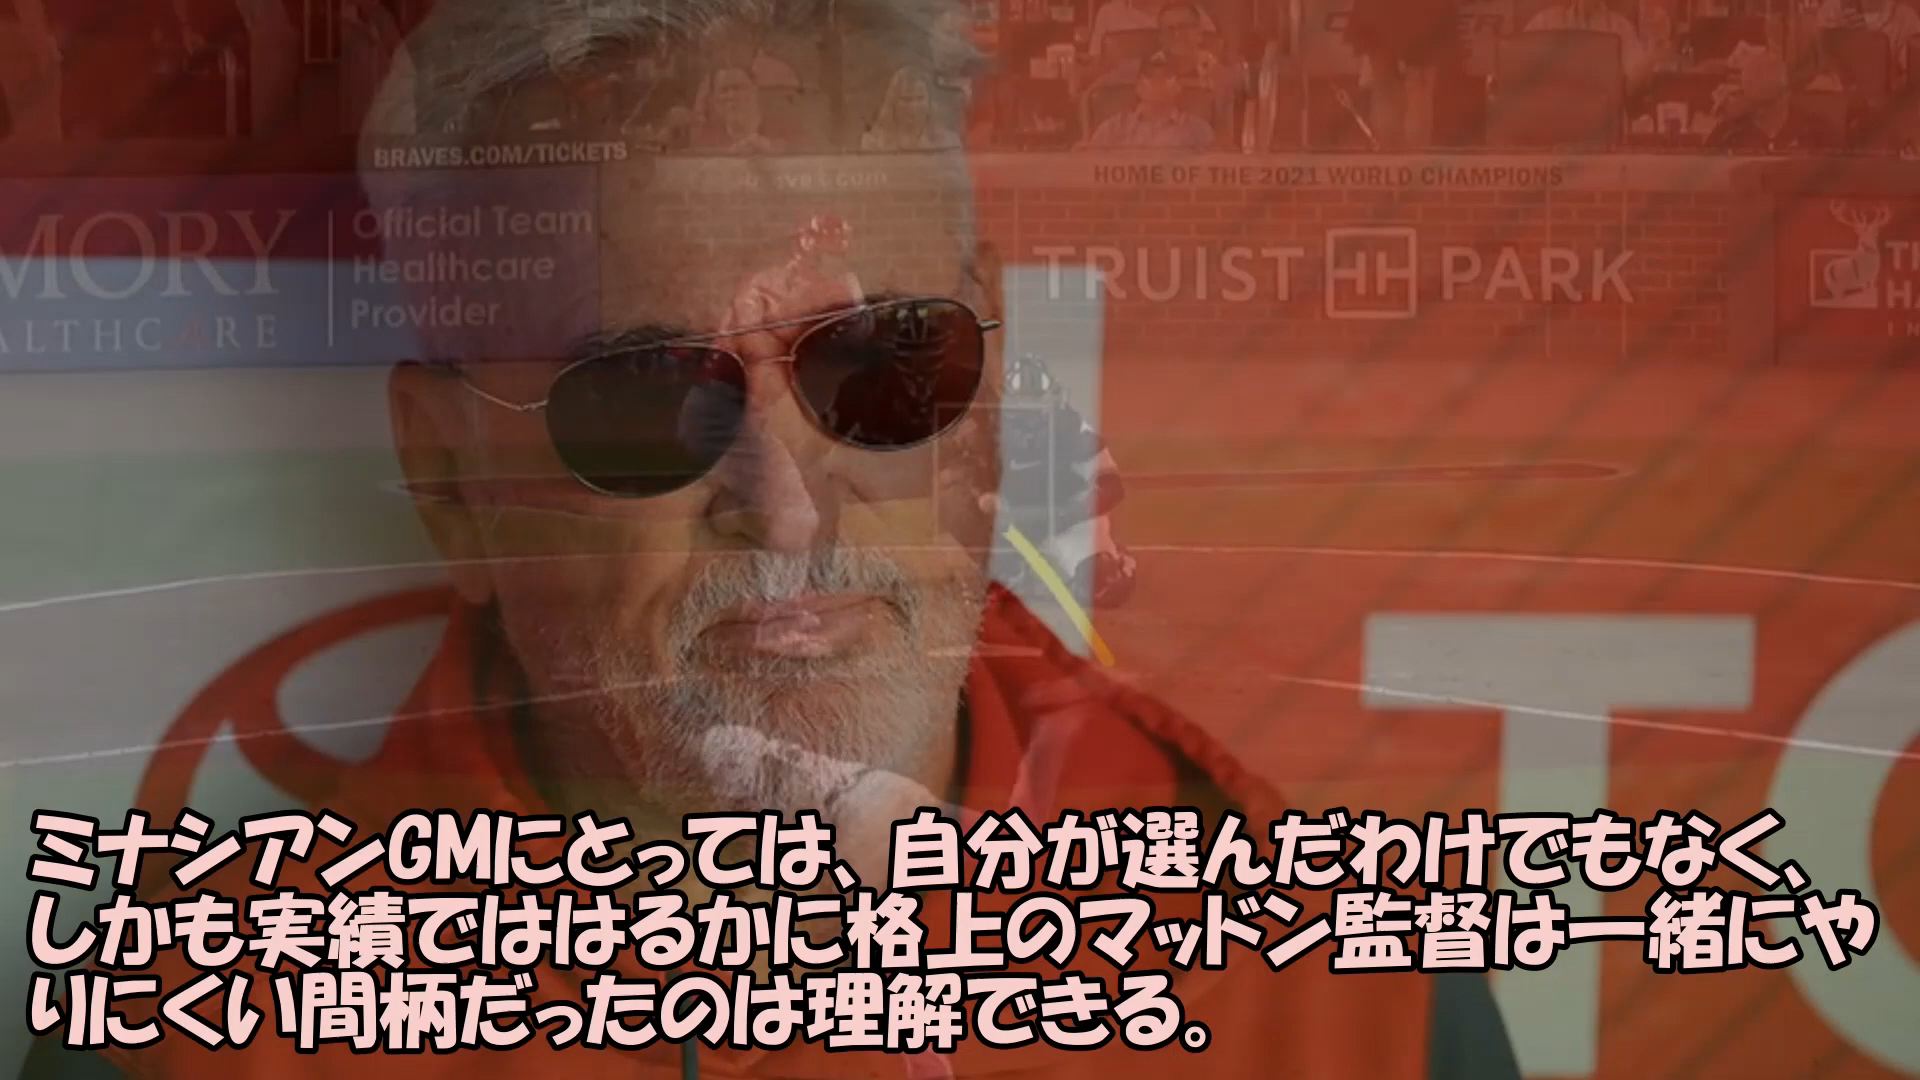 BRAVES.COM/TICKETS
HOME OF THE 2021 WORLD CHAMPIONS
MORY
Official Team
Healthcare
Provider
ALTHCARE
TRUIST PARK
ミナシアンGMにとっては、自分が選んだわけでもなく、
しかも実績でははるかに格上のマッドン監督は一緒にや
りにくい間柄だったのは理解できる。